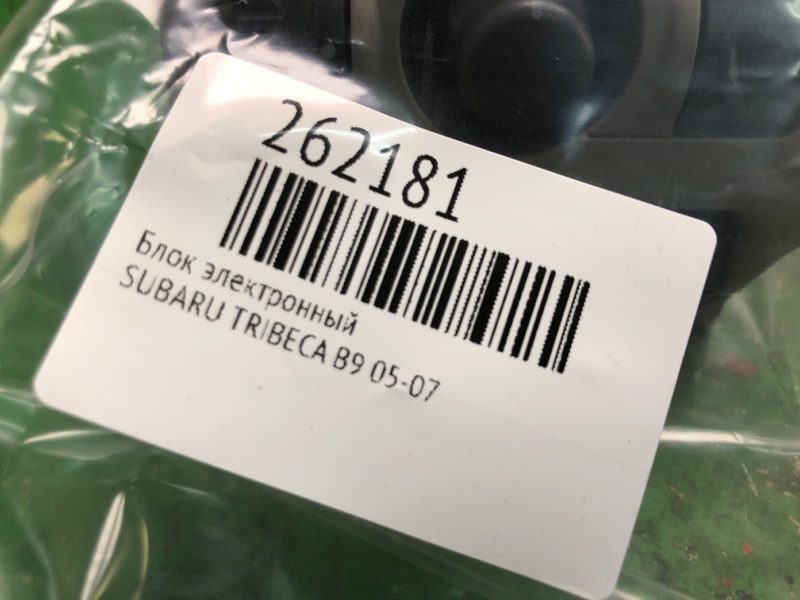 262181
Блок электронный
SUBARU TRIBECA B9 05-07